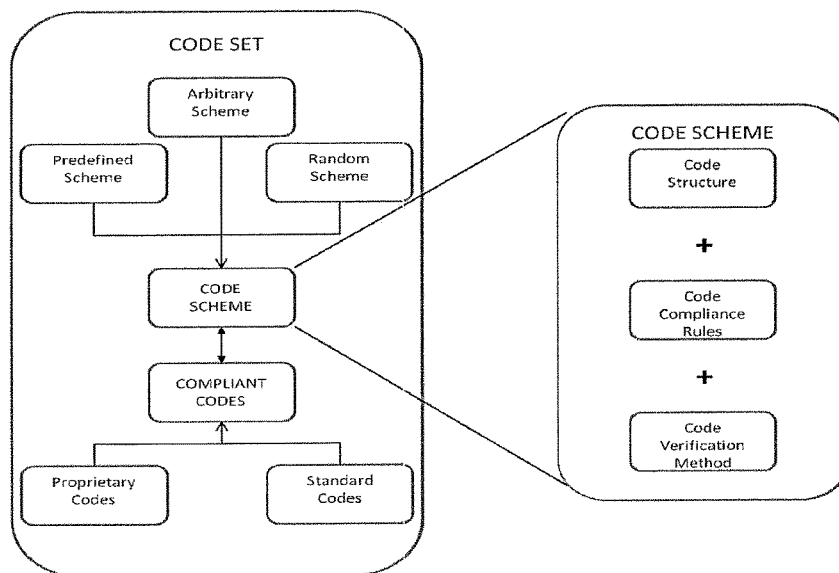 CODE SET
Arbitrary
Scheme
Predefined
Scheme
Random
Scheme
CODE
SCHEME
COMPLIANT
CODES
Proprietary
Codes
Standard
Codes
CODE SCHEME
Code
Structure
+
Code
Compliance
Rules
+
Code
Verification
Method